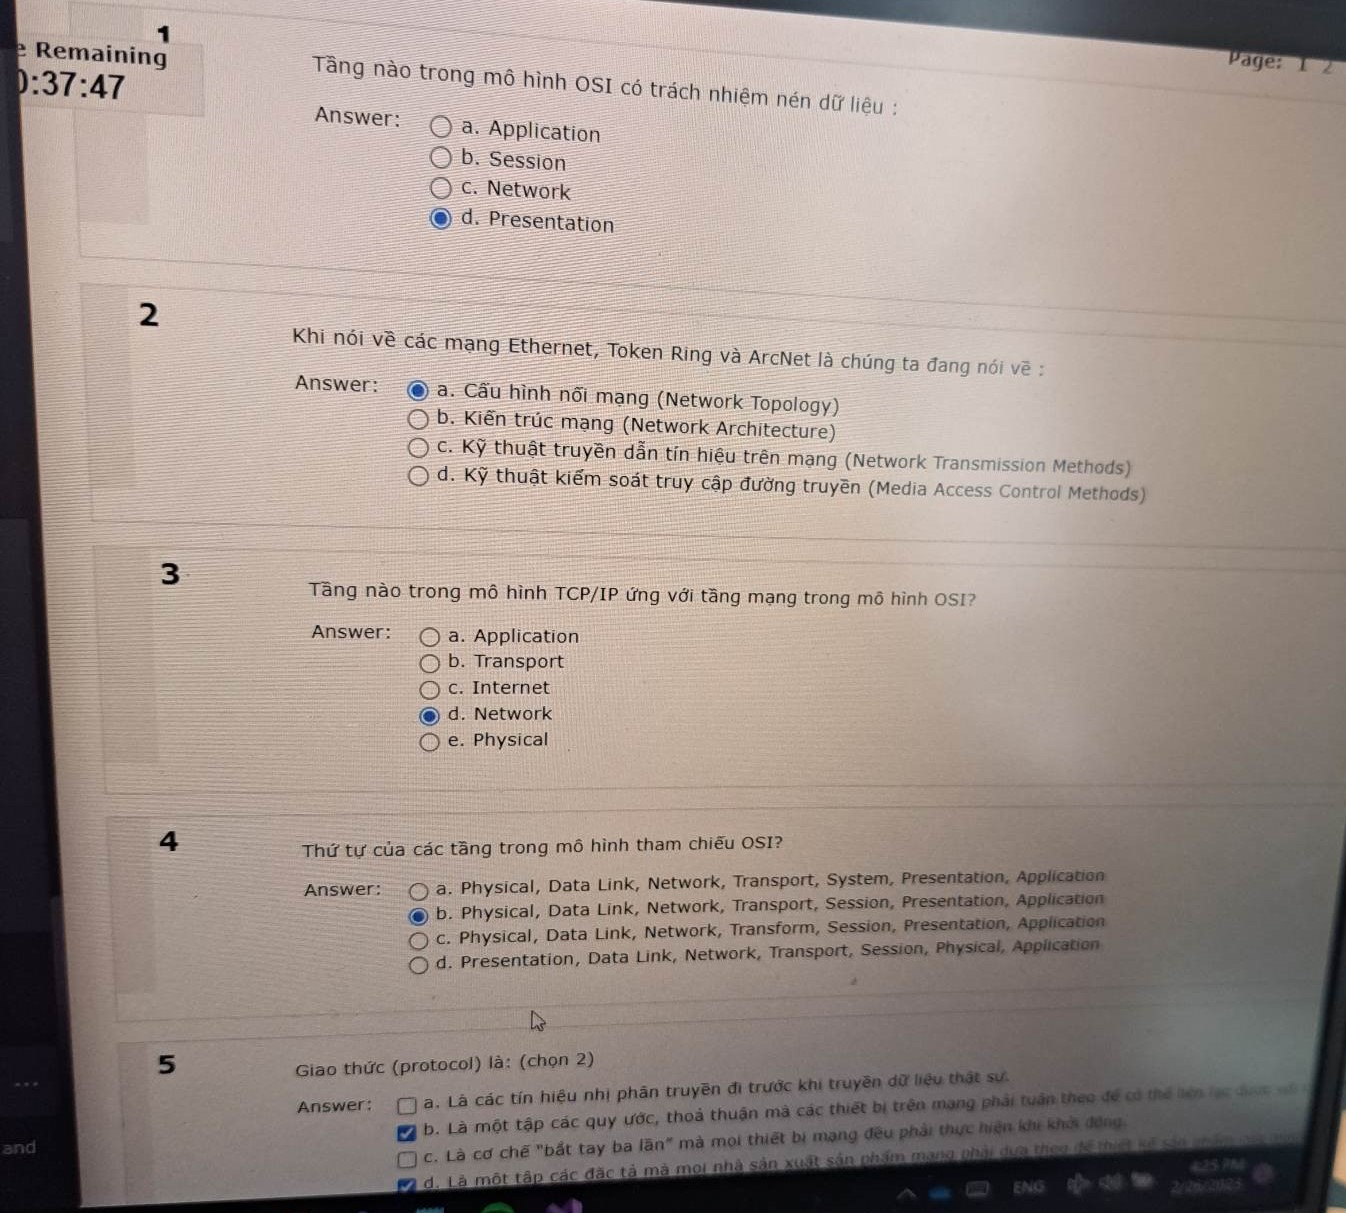 1
e Remaining
0:37:47
Page: 1 2
Tầng nào trong mô hình OSI có trách nhiệm nén dữ liệu :
Answer:
a. Application
b. Session
c. Network
d. Presentation
2
Khi nói về các mạng Ethernet, Token Ring và ArcNet là chúng ta đang nói về :
Answer:
a. Cấu hình nối mạng (Network Topology)
b. Kiến trúc mạng (Network Architecture)
c. Kỹ thuật truyền dẫn tín hiệu trên mạng (Network Transmission Methods)
d. Kỹ thuật kiểm soát truy cập đường truyền (Media Access Control Methods)
3
Tầng nào trong mô hình TCP/IP ứng với tầng mạng trong mô hình OSI?
Answer:
a. Application
b. Transport
c. Internet
d. Network
e. Physical
4
Thứ tự của các tầng trong mô hình tham chiếu OSI?
Answer:
a. Physical, Data Link, Network, Transport, System, Presentation, Application
b. Physical, Data Link, Network, Transport, Session, Presentation, Application
c. Physical, Data Link, Network, Transform, Session, Presentation, Application
d. Presentation, Data Link, Network, Transport, Session, Physical, Application
5
Giao thức (protocol) là: (chọn 2)
Answer:
a. Là các tín hiệu nhị phân truyền đi trước khi truyền dữ liệu thật sự.
b. Là một tập các quy ước, thoả thuận mà các thiết bị trên mạng phải tuân theo để có thể liên lạc được với
c. Là cơ chế "bắt tay ba lần" mà mọi thiết bị mạng đều phải thực hiện khi khởi động.
d. Là một tập các đặc tả mà mọi nhà sản xuất sản phẩm mạng phải dựa theo để thiết kế sản phẩm
and
ENG
4:25 PM
2/26/2023